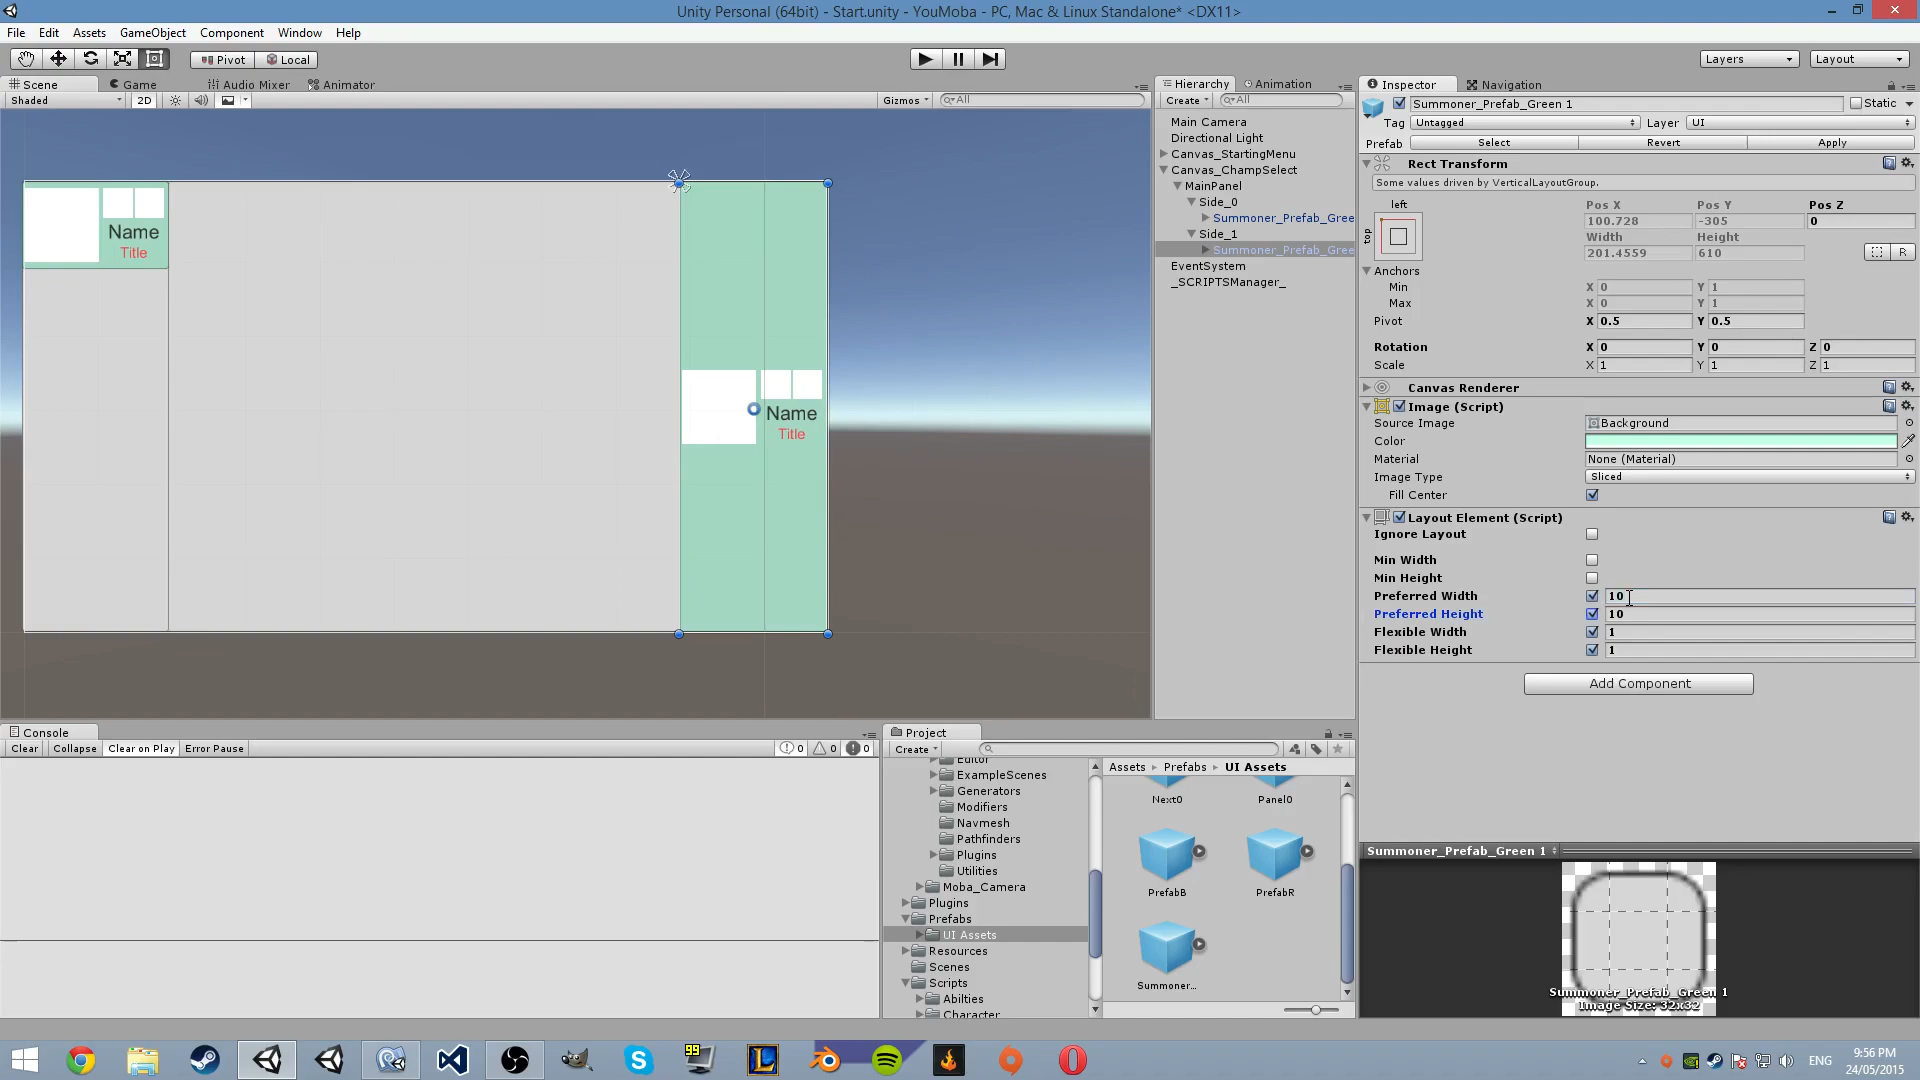 Unity Personal (64bit) - Start.unity - YouMoba - PC, Mac & Linux Standalone* <DX11>
File Edit Assets GameObject Component Window Help
Pivot Local Layers Layout
Scene Game Audio Mixer Animator Hierarchy Animation Inspector Navigation
Shaded 2D Gizmos All Create All
Summoner_Prefab_Green 1 Static
Tag Untagged Layer UI
Prefab Select Revert Apply
Main Camera
Directional Light
Canvas_StartingMenu
Canvas_ChampSelect
MainPanel
Side_0
Summoner_Prefab_Gree
Side_1
Summoner_Prefab_Gree
EventSystem
_SCRIPTSManager_
Name
Title
Name
Title
Rect Transform
Some values driven by VerticalLayoutGroup.
left Pos X Pos Y Pos Z
top 100.728 -305 0
Width Height
201.4559 610 R
Anchors
Min X 0 Y 1
Max X 0 Y 1
Pivot X 0.5 Y 0.5
Rotation X 0 Y 0 Z 0
Scale X 1 Y 1 Z 1
Canvas Renderer
Image (Script)
Source Image Background
Color
Material None (Material)
Image Type Sliced
Fill Center
Layout Element (Script)
Ignore Layout
Min Width
Min Height
Preferred Width 10
Preferred Height 10
Flexible Width 1
Flexible Height 1
Add Component
Console
Clear Collapse Clear on Play Error Pause 0 0 0
Project
Create
Editor
ExampleScenes
Generators
Modifiers
Navmesh
Pathfinders
Plugins
Utilities
Moba_Camera
Plugins
Prefabs
UI Assets
Resources
Scenes
Scripts
Abilties
Character
Assets Prefabs UI Assets
Next0 Panel0
PrefabB PrefabR
Summoner...
Summoner_Prefab_Green 1
Summoner_Prefab_Green 1
Image Size: 32x32
99
L
ENG
9:56 PM
24/05/2015